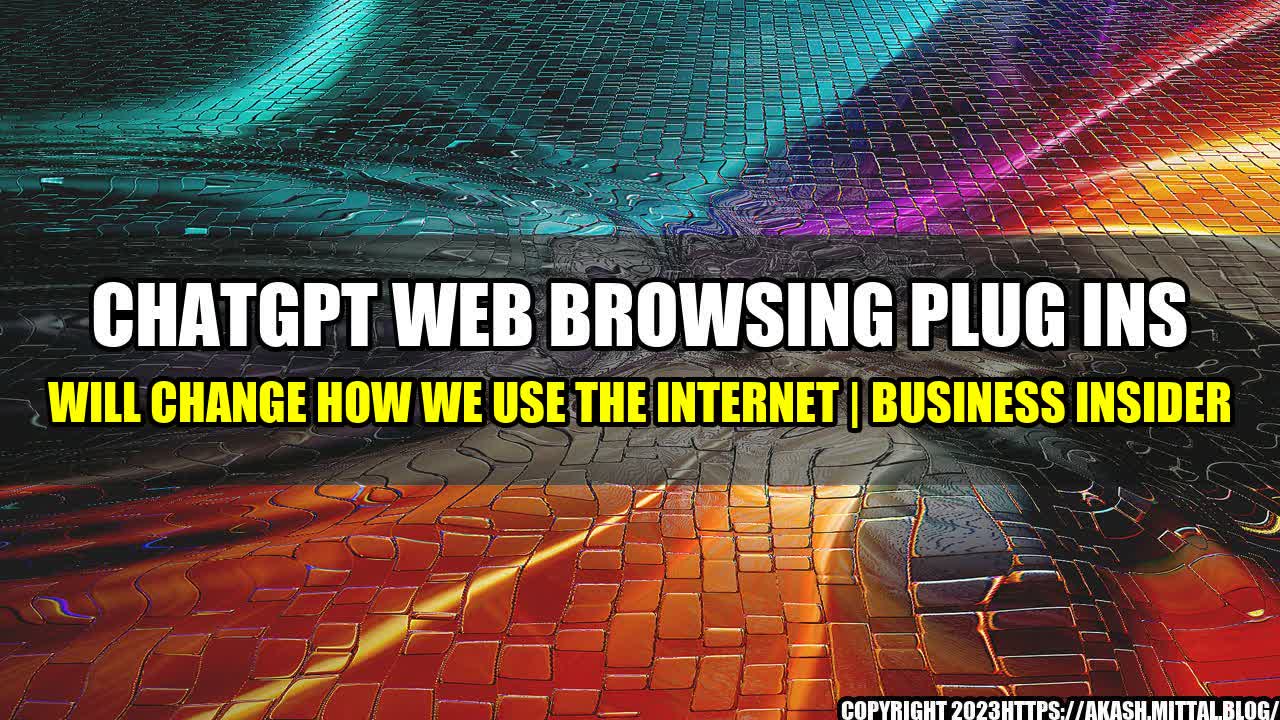 CHATGPT WEB BROWSING PLUG INS
WILL CHANGE HOW WE USE THE INTERNET | BUSINESS INSIDER
COPYRIGHT 2023HTTPS://AKASH.MITTAL.BLOG/